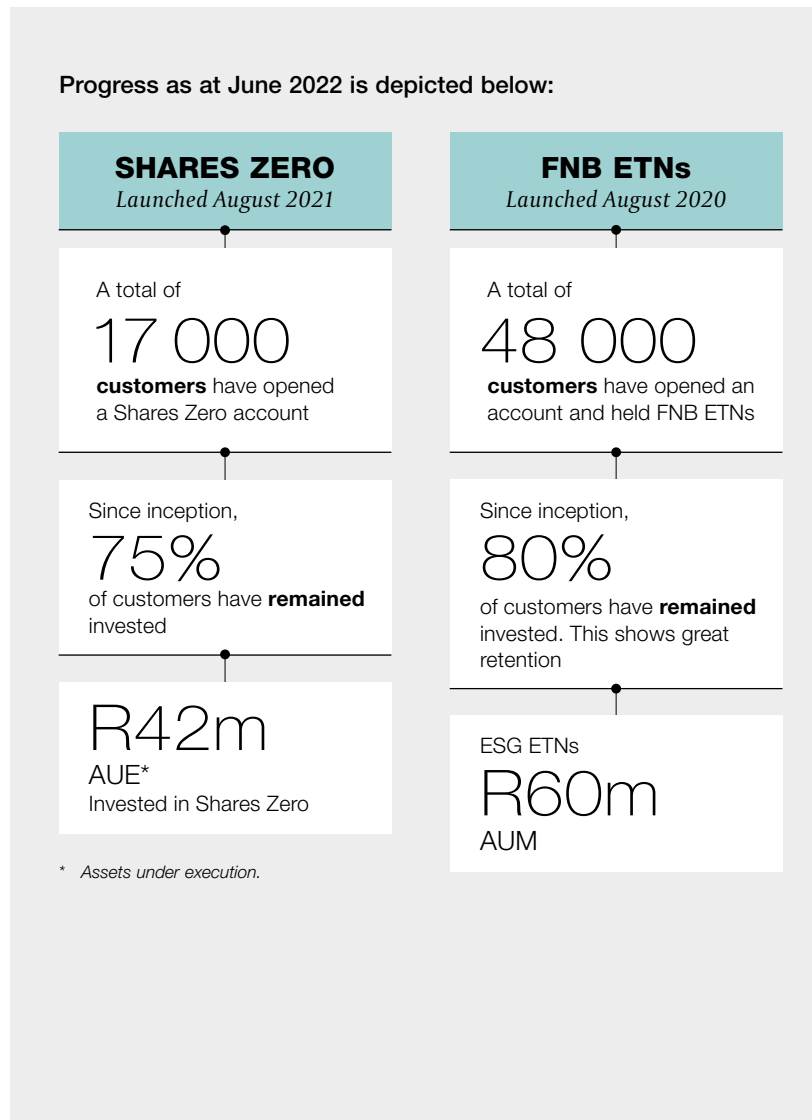 Progress as at June 2022 is depicted below:
SHARES ZERO
Launched August 2021
A total of
17 000
customers have opened
a Shares Zero account
Since inception,
75%
of customers have remained
invested
R42m
AUE*
Invested in Shares Zero
* Assets under execution.
FNB ETNs
Launched August 2020
A total of
48 000
customers have opened an
account and held FNB ETNs
Since inception,
80%
of customers have remained
invested. This shows great
retention
ESG ETNs
R60m
AUM